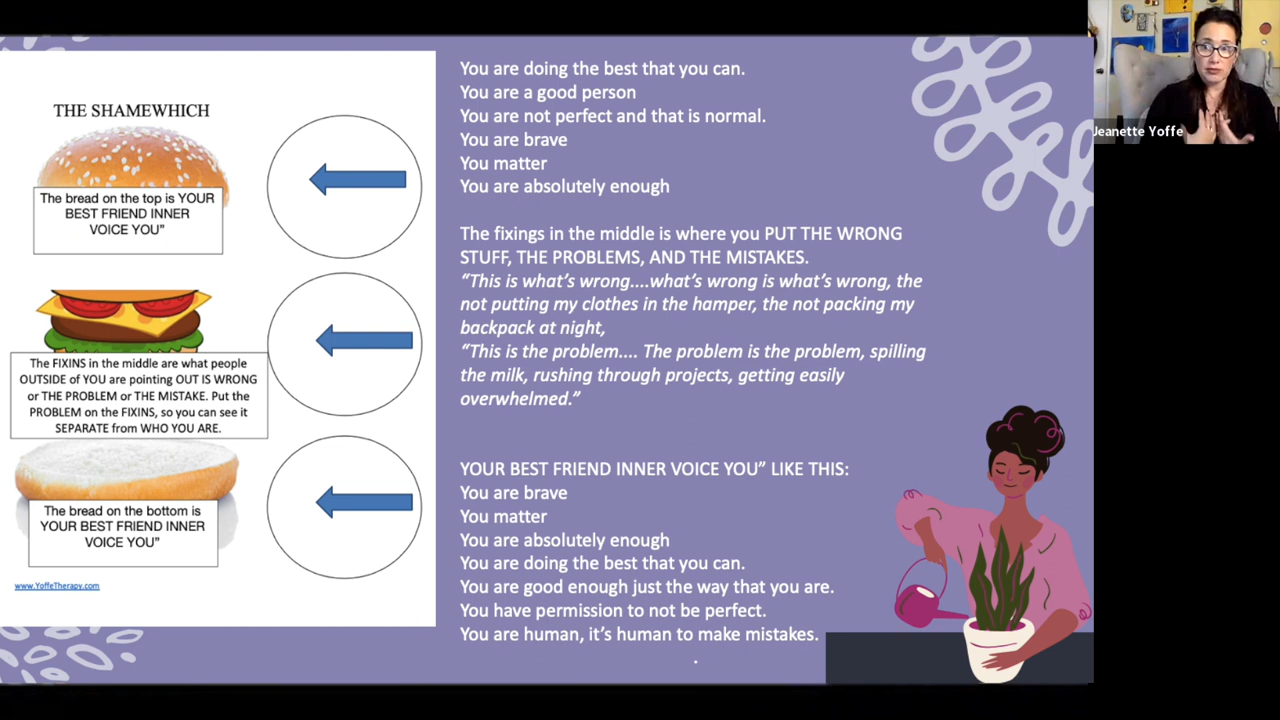 THE SHAMEWHICH
The bread on the top is YOUR
BEST FRIEND INNER
VOICE YOU”
The FIXINS in the middle are what people
OUTSIDE of YOU are pointing OUT IS WRONG
or THE PROBLEM or THE MISTAKE. Put the
PROBLEM on the FIXINS, so you can see it
SEPARATE from WHO YOU ARE.
The bread on the bottom is
YOUR BEST FRIEND INNER
VOICE YOU”
www.YoffeTherapy.com
You are doing the best that you can.
You are a good person
You are not perfect and that is normal.
You are brave
You matter
You are absolutely enough
The fixings in the middle is where you PUT THE WRONG
STUFF, THE PROBLEMS, AND THE MISTAKES.
“This is what’s wrong....what’s wrong is what’s wrong, the
not putting my clothes in the hamper, the not packing my
backpack at night,
“This is the problem.... The problem is the problem, spilling
the milk, rushing through projects, getting easily
overwhelmed.”
YOUR BEST FRIEND INNER VOICE YOU” LIKE THIS:
You are brave
You matter
You are absolutely enough
You are doing the best that you can.
You are good enough just the way that you are.
You have permission to not be perfect.
You are human, it’s human to make mistakes.
.
Jeanette Yoffe